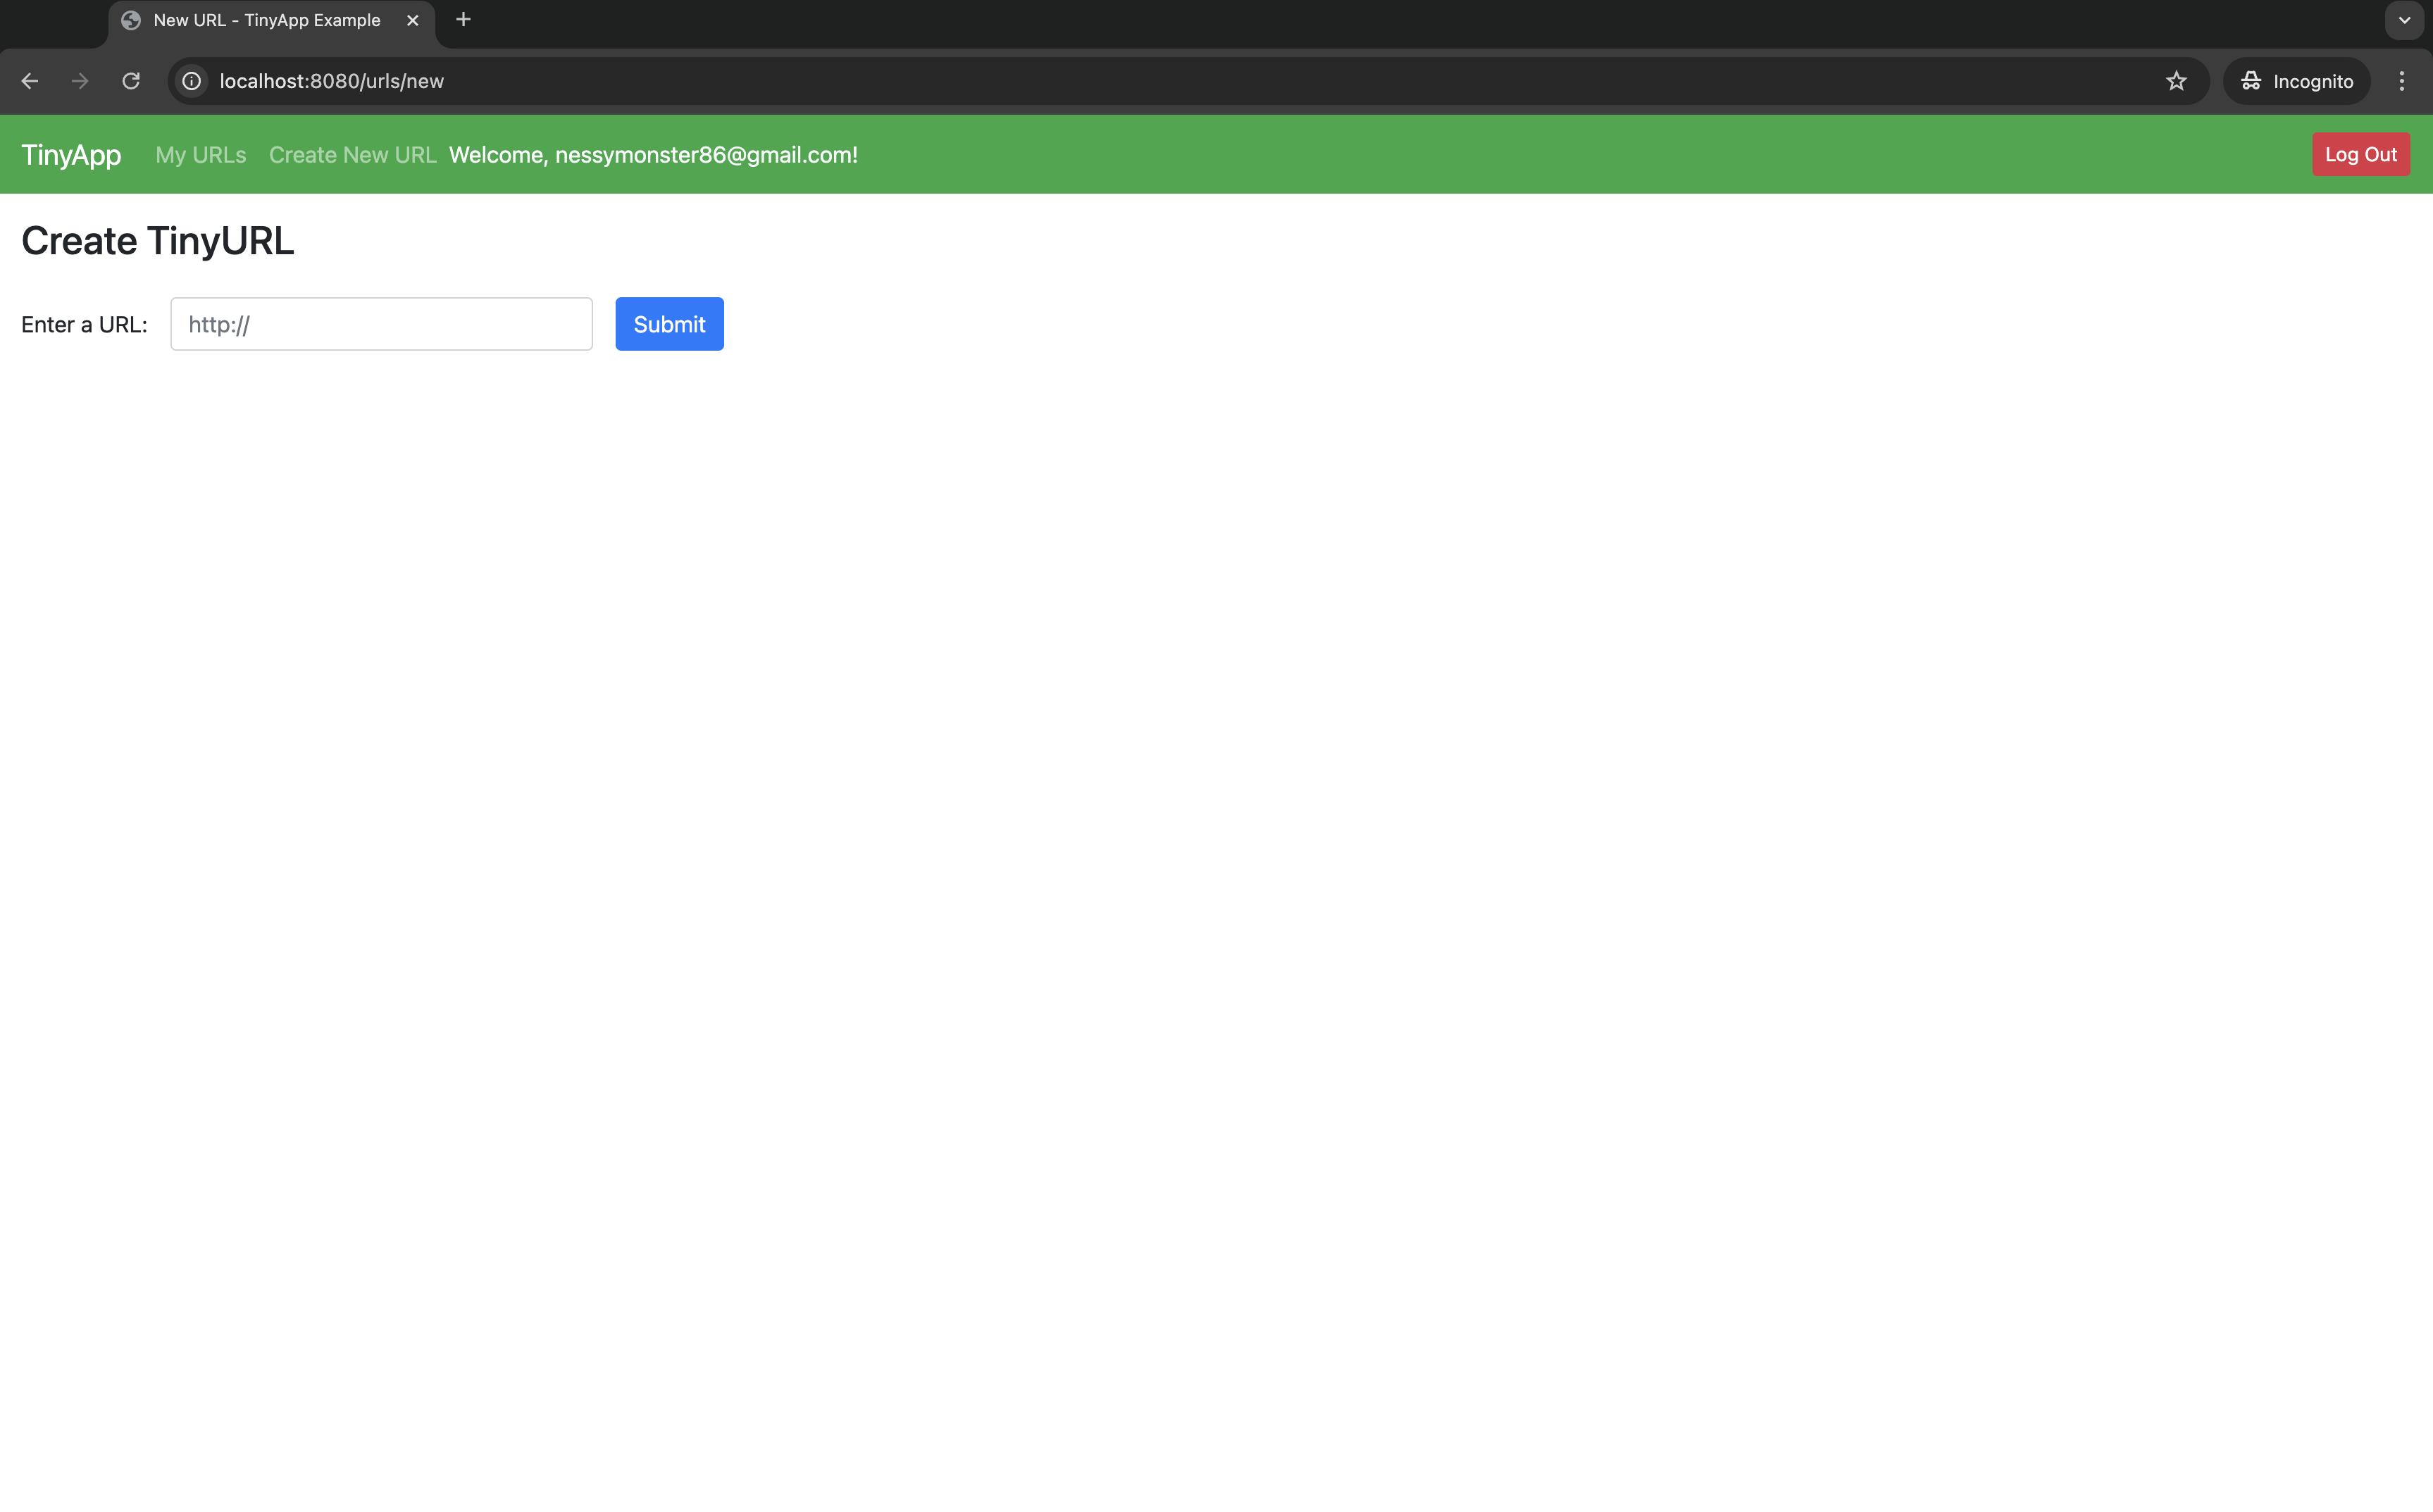 New URL - TinyApp Example
localhost:8080/urls/new
Incognito
TinyApp My URLs Create New URL Welcome, nessymonster86@gmail.com! Log Out
Create TinyURL
Enter a URL: http:// Submit